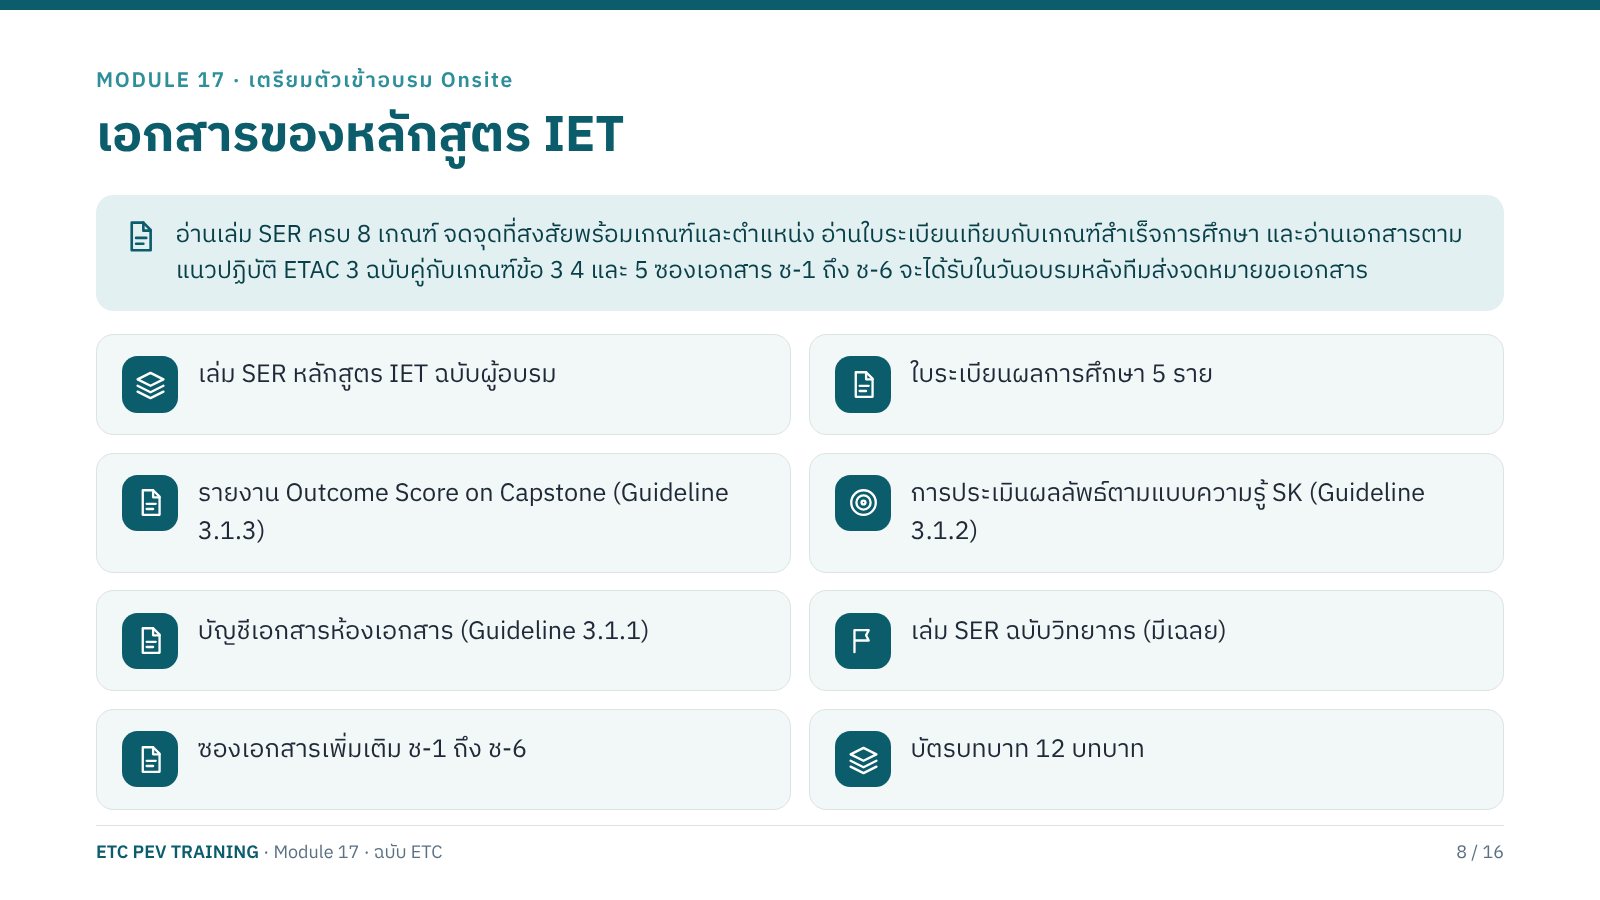 MODULE 17 · เตรียมตัวเข้าอบรม Onsite
เอกสารของหลักสูตร IET
อ่านเล่ม SER ครบ 8 เกณฑ์ จดจุดที่สงสัยพร้อมเกณฑ์และตำแหน่ง อ่านใบระเบียนเทียบกับเกณฑ์สำเร็จการศึกษา และอ่านเอกสารตาม
แนวปฏิบัติ ETAC 3 ฉบับคู่กับเกณฑ์ข้อ 3 4 และ 5 ซองเอกสาร ช-1 ถึง ช-6 จะได้รับในวันอบรมหลังทีมส่งจดหมายขอเอกสาร
เล่ม SER หลักสูตร IET ฉบับผู้อบรม
ใบระเบียนผลการศึกษา 5 ราย
รายงาน Outcome Score on Capstone (Guideline
3.1.3)
การประเมินผลลัพธ์ตามแบบความรู้ SK (Guideline
3.1.2)
บัญชีเอกสารห้องเอกสาร (Guideline 3.1.1)
เล่ม SER ฉบับวิทยากร (มีเฉลย)
ซองเอกสารเพิ่มเติม ช-1 ถึง ช-6
บัตรบทบาท 12 บทบาท
ETC PEV TRAINING · Module 17 · ฉบับ ETC
8 / 16